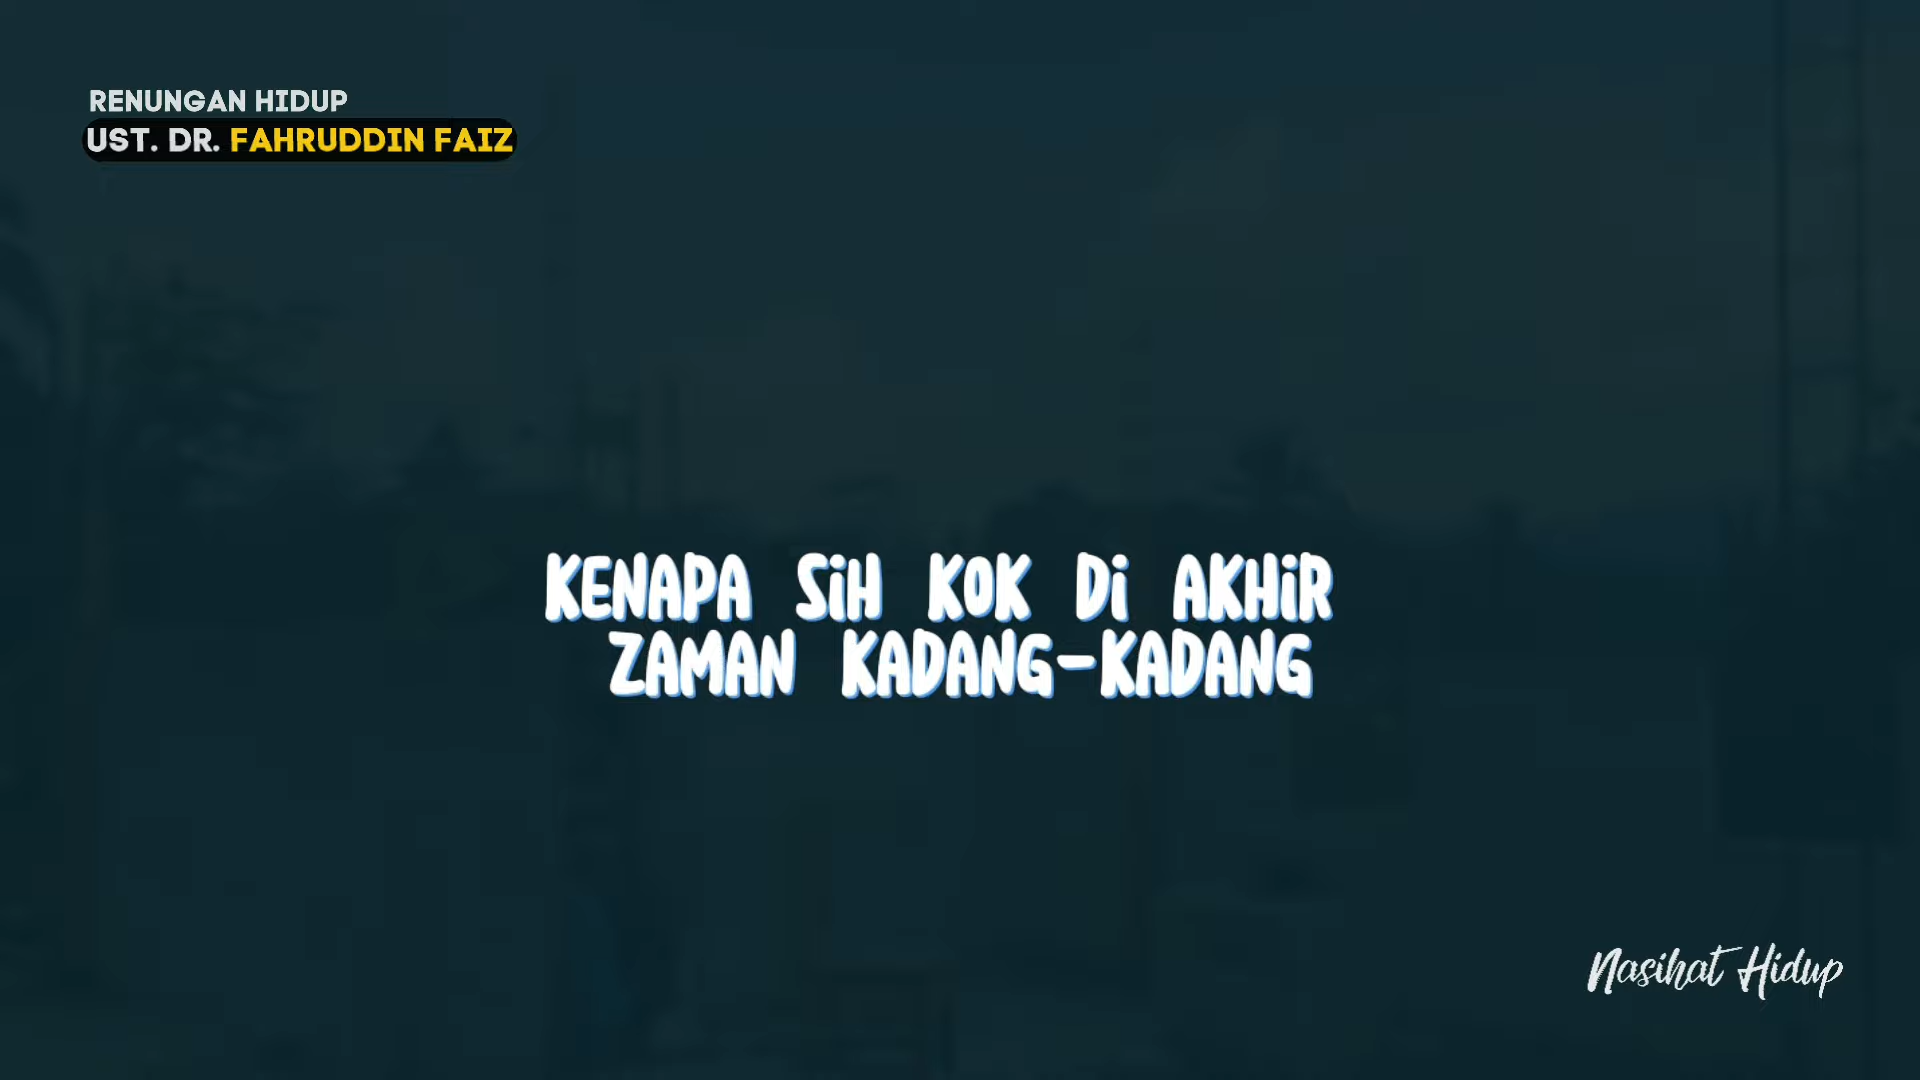 RENUNGAN HIDUP
UST. DR. FAHRUDDIN FAIZ
KENAPA SiH KOK Di AKHiR
ZAMAN KADANG-KADANG
Nasihat Hidup